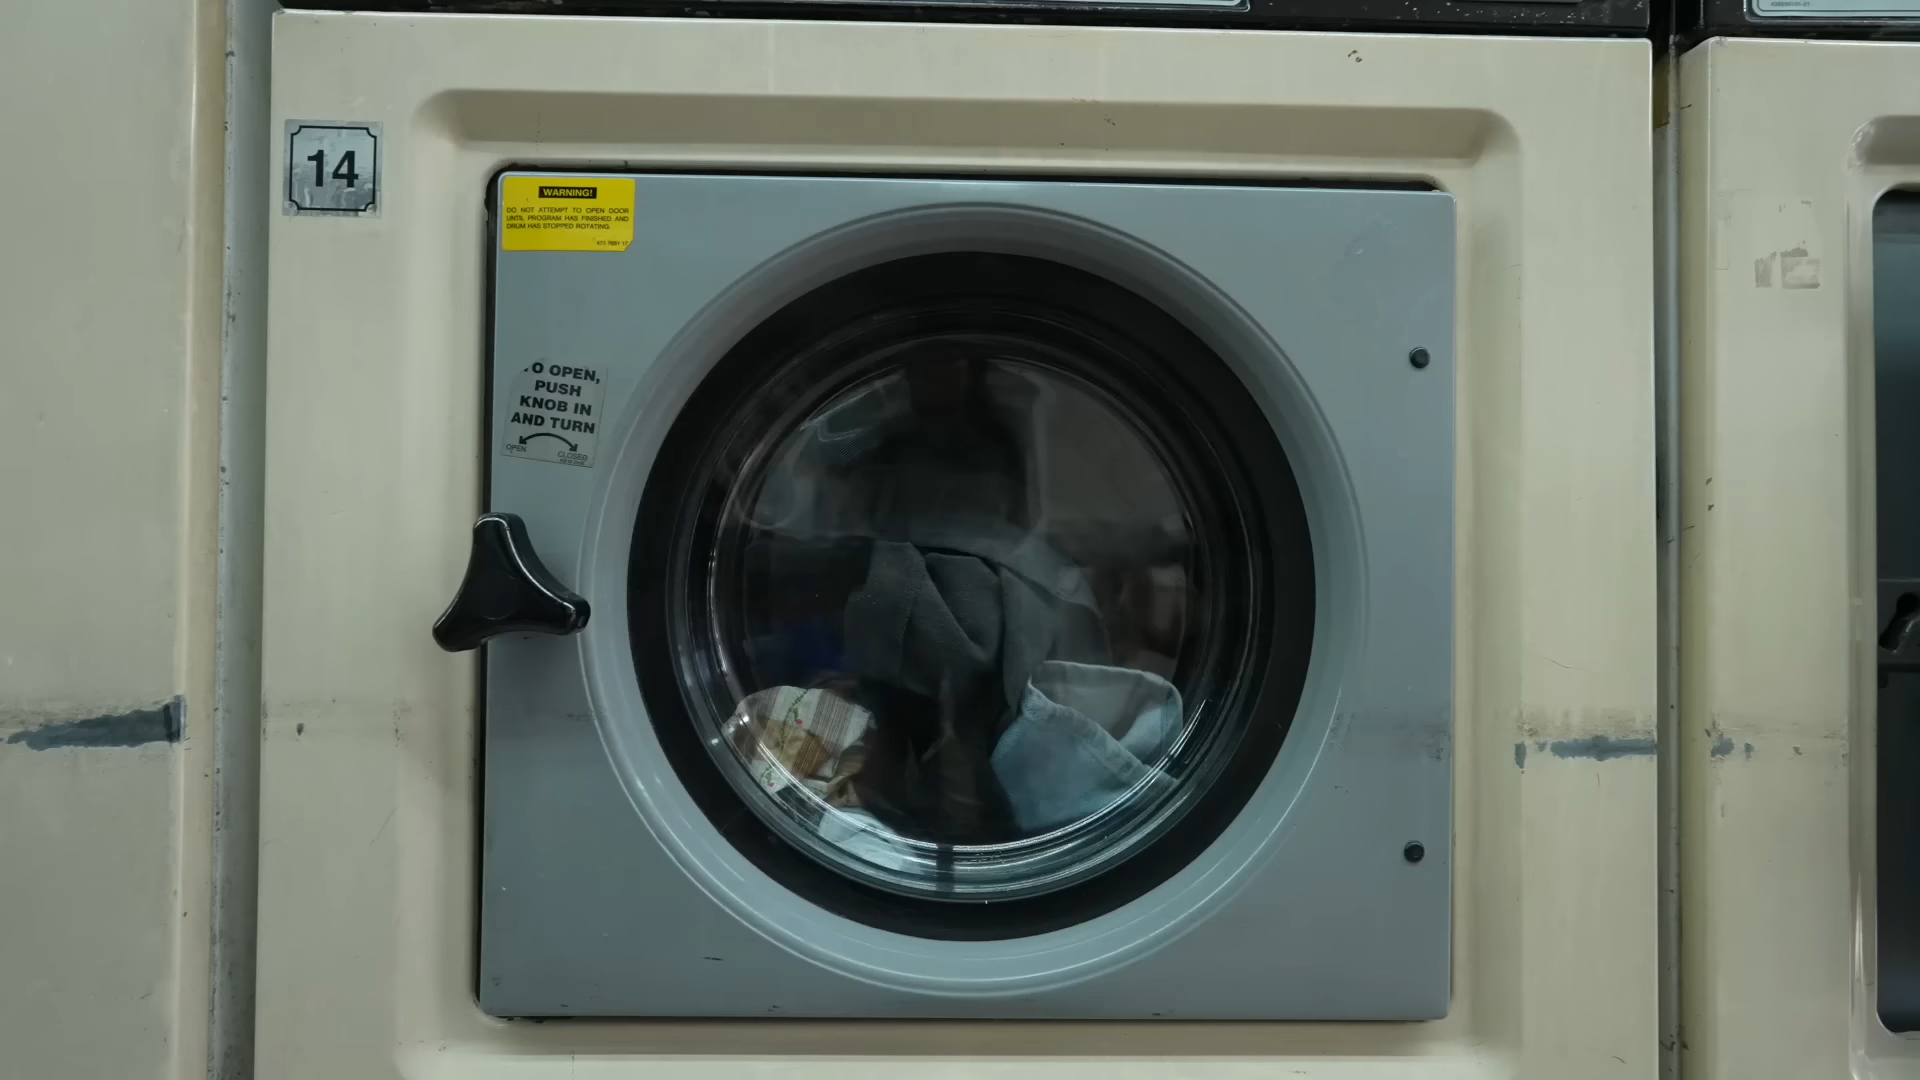 14
WARNING!
DO NOT ATTEMPT TO OPEN DOOR
UNTIL PROGRAM HAS FINISHED AND
DRUM HAS STOPPED ROTATING.
O OPEN,
PUSH
KNOB IN
AND TURN
OPEN
CLOSED